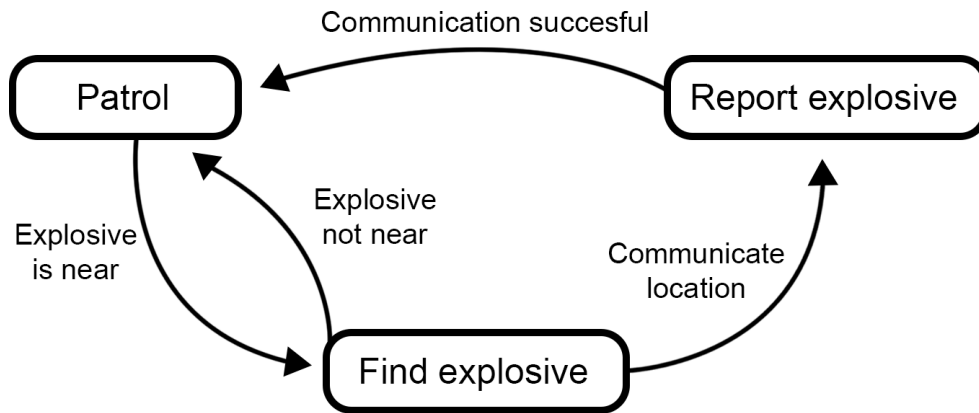 Communication succesful
Patrol
Report explosive
Explosive
not near
Explosive
is near
Communicate
location
Find explosive